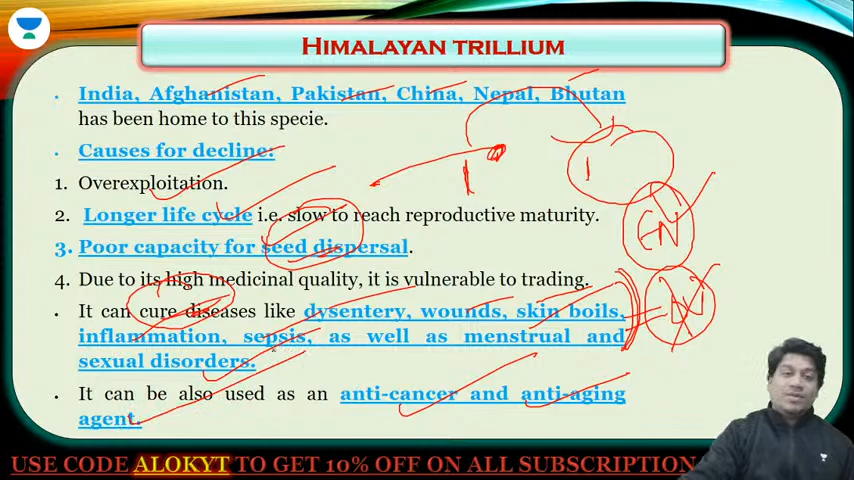 HIMALAYAN TRILLIUM
• India, Afghanistan, Pakistan, China, Nepal, Bhutan
has been home to this specie.
• Causes for decline:
1. Overexploitation.
2. Longer life cycle i.e. slow to reach reproductive maturity.
3. Poor capacity for seed dispersal.
4. Due to its high medicinal quality, it is vulnerable to trading.
• It can cure diseases like dysentery, wounds, skin boils,
inflammation, sepsis, as well as menstrual and
sexual disorders.
• It can be also used as an anti-cancer and anti-aging
agent.
EN
USE CODE ALOKYT TO GET 10% OFF ON ALL SUBSCRIPTION